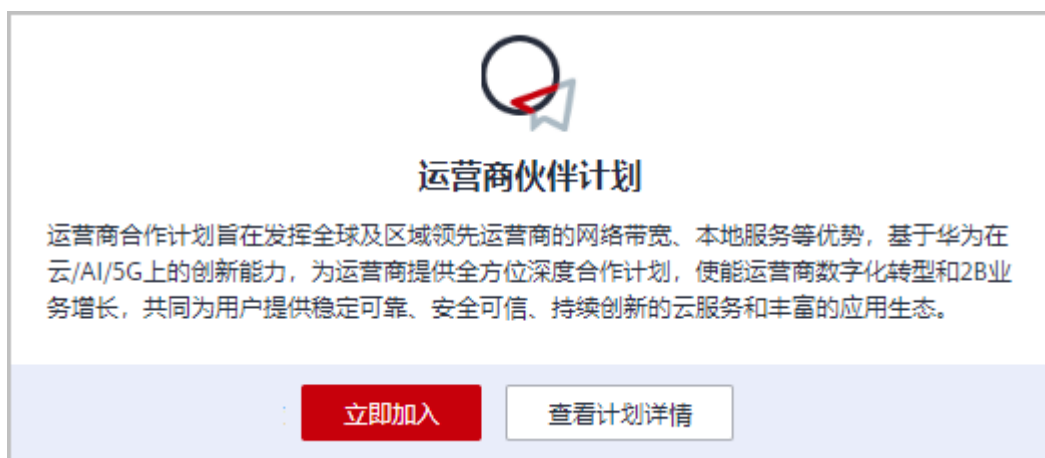 运营商伙伴计划
运营商合作计划旨在发挥全球及区域领先运营商的网络带宽、本地服务等优势，基于华为在
云/AI/5G上的创新能力，为运营商提供全方位深度合作计划，使能运营商数字化转型和2B业
务增长，共同为用户提供稳定可靠、安全可信、持续创新的云服务和丰富的应用生态。
立即加入
查看计划详情